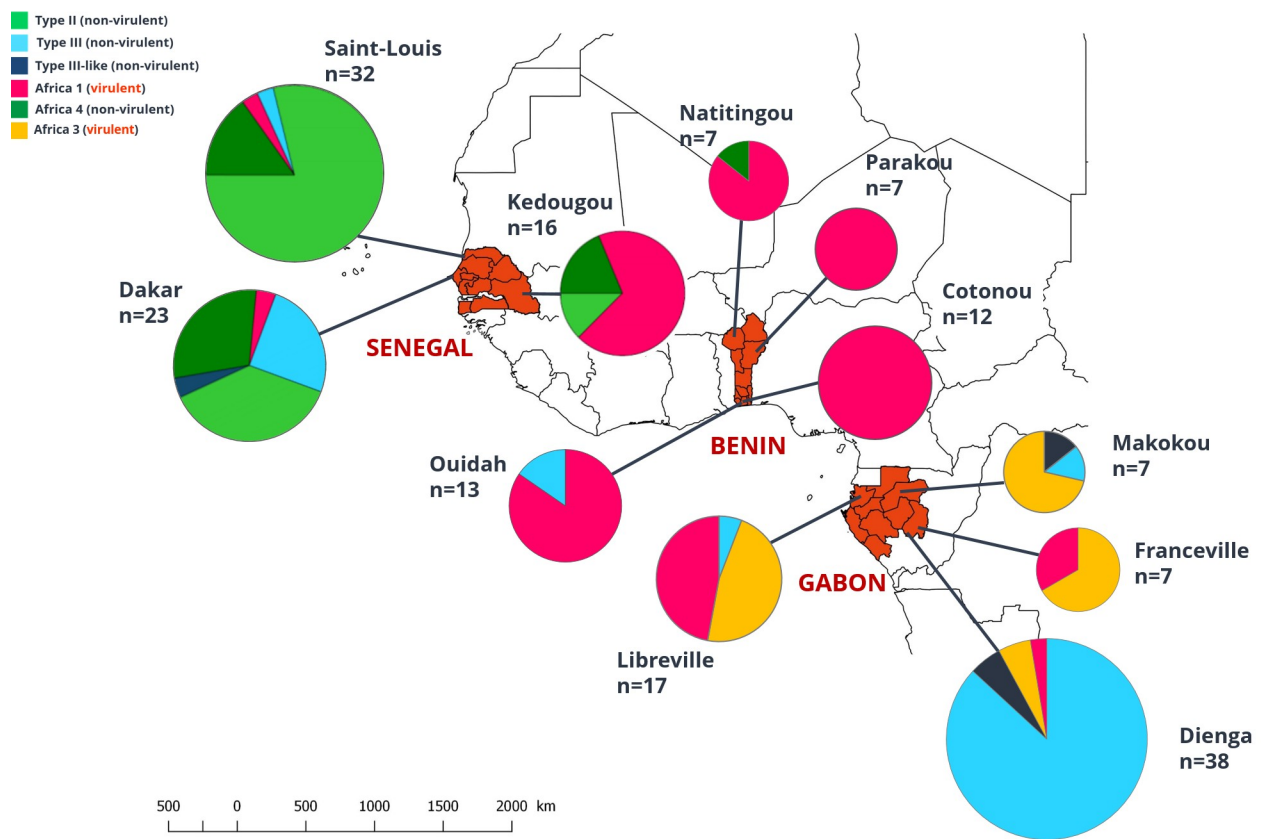 Type II (non-virulent)
Type III (non-virulent)
Type III-like (non-virulent)
Africa 1 (virulent)
Africa 4 (non-virulent)
Africa 3 (virulent)
Saint-Louis
n=32
Natitingou
n=7
Parakou
n=7
Kedougou
n=16
Dakar
n=23
Cotonou
n=12
SENEGAL
BENIN
Makokou
n=7
Ouidah
n=13
Franceville
n=7
GABON
Libreville
n=17
Dienga
n=38
500 0 500 1000 1500 2000 km